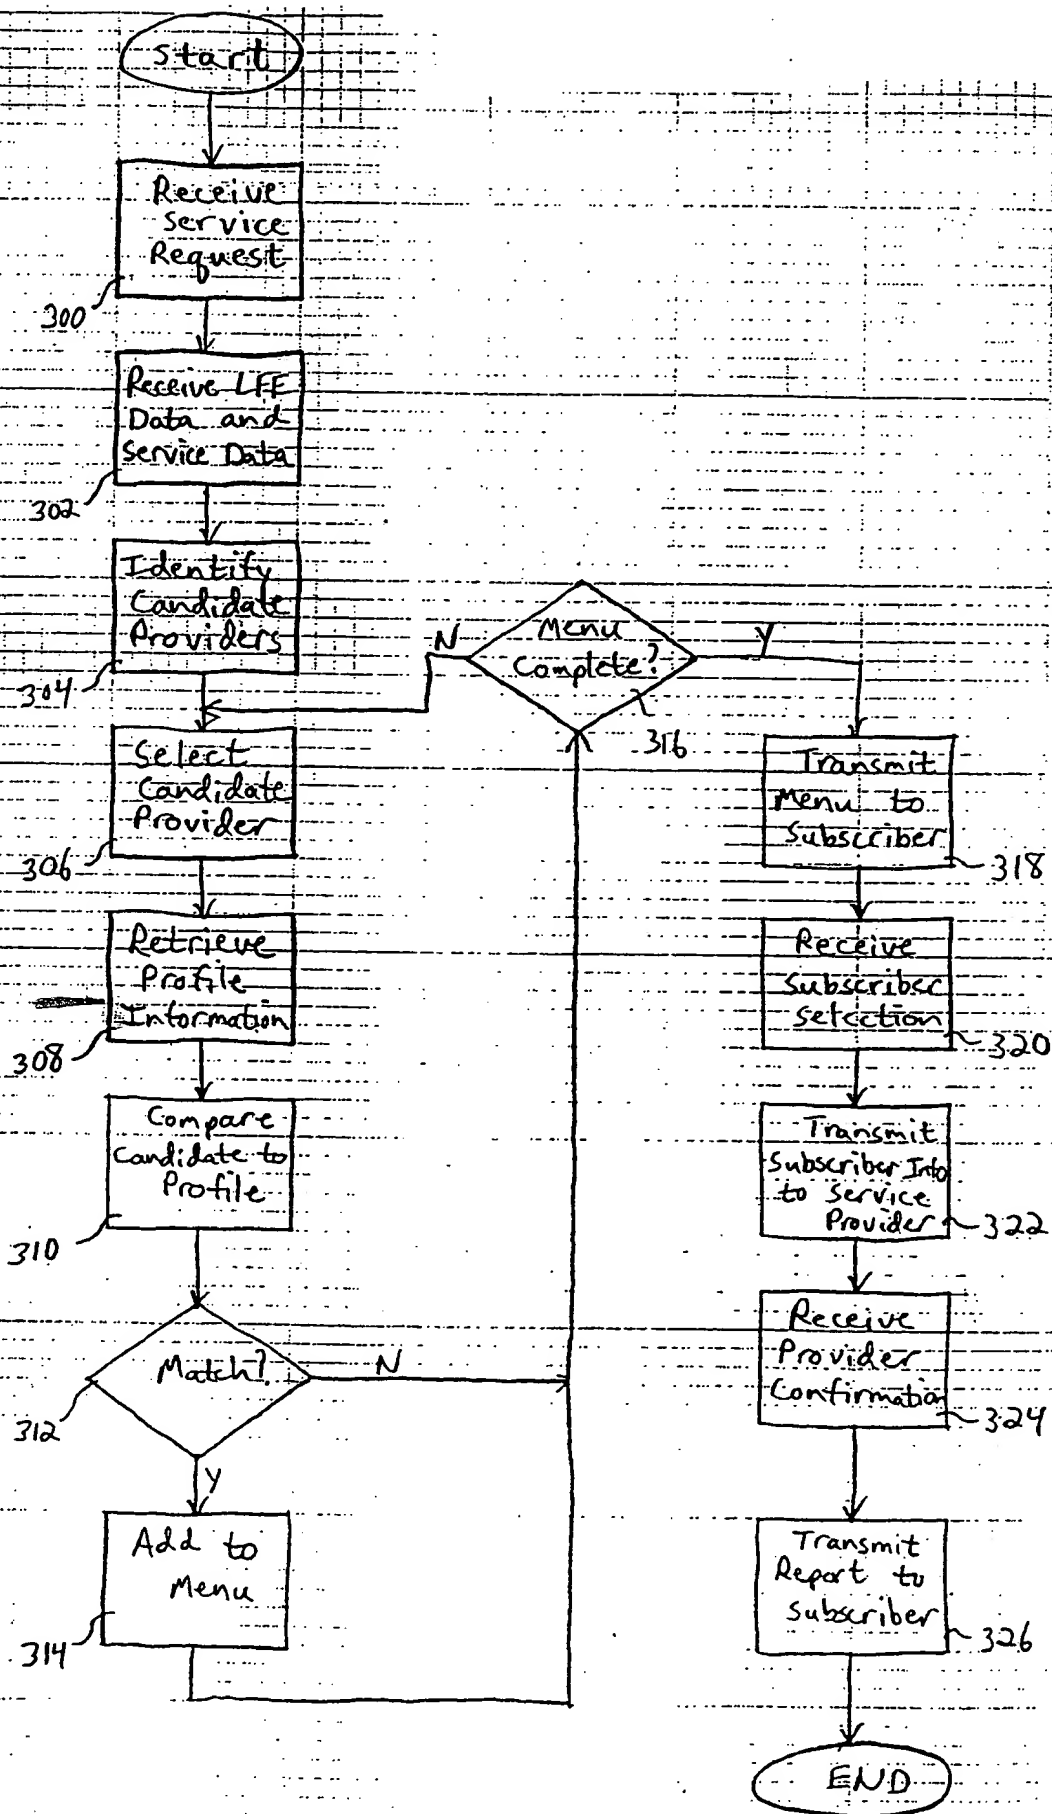 Start
Receive
Service
Request
300
Receive LFE
Data and
Service Data
302
Identify
Candidate
Providers
304
Select
Candidate
Provider
306
Retrieve
Profile
Information
308
Compare
Candidate to
Profile
310
Match?
N
312
Y
Add to
Menu
314
N
Menu
Complete?
Y
316
Transmit
Menu to
Subscriber
318
Receive
Subscriber
Selection
320
Transmit
Subscriber Info
to Service
Provider
322
Receive
Provider
Confirmation
324
Transmit
Report to
Subscriber
326
END